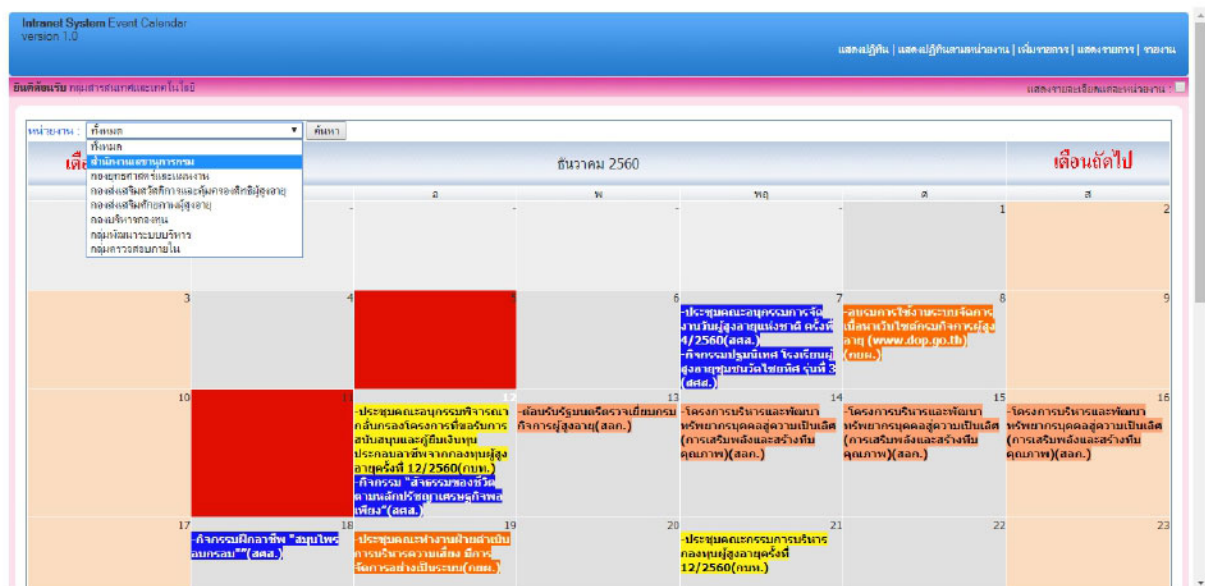 Intranet System Event Calendar
version 1.0
แสดงปฏิทิน | แสดงปฏิทินตามหน่วยงาน | เพิ่มรายการ | แสดงรายการ | รายงาน
ยินดีต้อนรับ กลุ่มสารสนเทศและเทคโนโลยี
แสดงรายละเอียดแต่ละหน่วยงาน :
หน่วยงาน : ทั้งหมด ค้นหา
ทั้งหมด
สำนักงานเลขานุการกรม
กองยุทธศาสตร์และแผนงาน
กองส่งเสริมสวัสดิการและคุ้มครองสิทธิผู้สูงอายุ
กองส่งเสริมศักยภาพผู้สูงอายุ
กองบริหารกองทุน
กลุ่มพัฒนาระบบบริหาร
กลุ่มตรวจสอบภายใน
เดื
ธันวาคม 2560
เดือนถัดไป
อ พ พฤ ศ ส
- - - - 1 2
3 4 5 6 7 8 9
-ประชุมคณะอนุกรรมการจัด
งานวันผู้สูงอายุแห่งชาติ ครั้งที่
4/2560(สศส.)
-กิจกรรมปฐมนิเทศ โรงเรียนผู้
สูงอายุชุมชนวัดไชยทิศ รุ่นที่ 3
(สศส.)
-อบรมการใช้งานระบบจัดการ
เนื้อหาเว็บไซต์กรมกิจการผู้สูง
อายุ (www.dop.go.th)
(กยผ.)
10 11 12 13 14 15 16
-ประชุมคณะอนุกรรมพิจารณา
กลั่นกรองโครงการที่ขอรับการ
สนับสนุนและกู้ยืมเงินทุน
ประกอบอาชีพจากกองทุนผู้สูง
อายุครั้งที่ 12/2560(กบท.)
-กิจกรรม "สัจธรรมของชีวิต
ตามหลักปรัชญาเศรษฐกิจพอ
เพียง"(สศส.)
-ต้อนรับรัฐมนตรีตรวจเยี่ยมกรม
กิจการผู้สูงอายุ(สลก.)
-โครงการบริหารและพัฒนา
ทรัพยากรบุคคลสู่ความเป็นเลิศ
(การเสริมพลังและสร้างทีม
คุณภาพ)(สลก.)
-โครงการบริหารและพัฒนา
ทรัพยากรบุคคลสู่ความเป็นเลิศ
(การเสริมพลังและสร้างทีม
คุณภาพ)(สลก.)
-โครงการบริหารและพัฒนา
ทรัพยากรบุคคลสู่ความเป็นเลิศ
(การเสริมพลังและสร้างทีม
คุณภาพ)(สลก.)
17 18 19 20 21 22 23
-กิจกรรมฝึกอาชีพ "สมุนไพร
อบกรอบ""(สศส.)
-ประชุมคณะทำงานฝ่ายดำเนิน
การบริหารความเสี่ยง มีการ
จัดการอย่างเป็นระบบ(กยผ.)
-ประชุมคณะกรรมการบริหาร
กองทุนผู้สูงอายุครั้งที่
12/2560(กบท.)